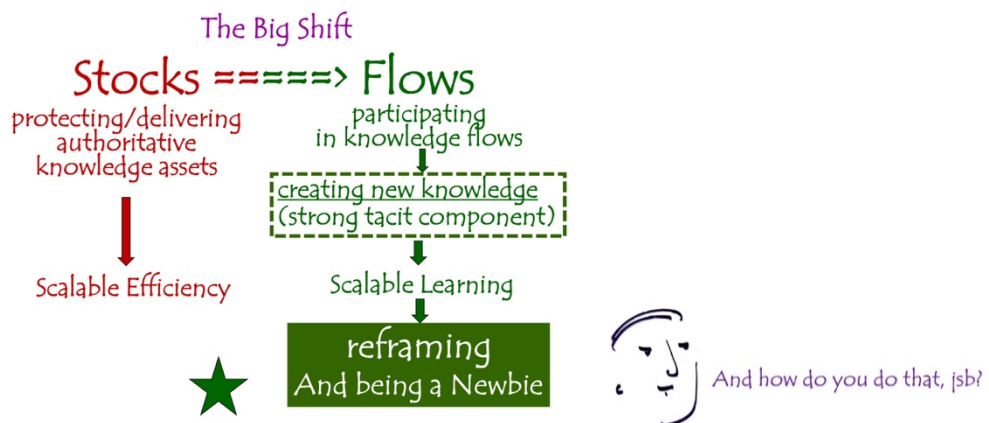 The Big Shift
Stocks =====> Flows
protecting/delivering
authoritative
knowledge assets
Scalable Efficiency
participating
in knowledge flows
creating new knowledge
(strong tacit component)
Scalable Learning
reframing
And being a Newbie
And how do you do that, jsb?